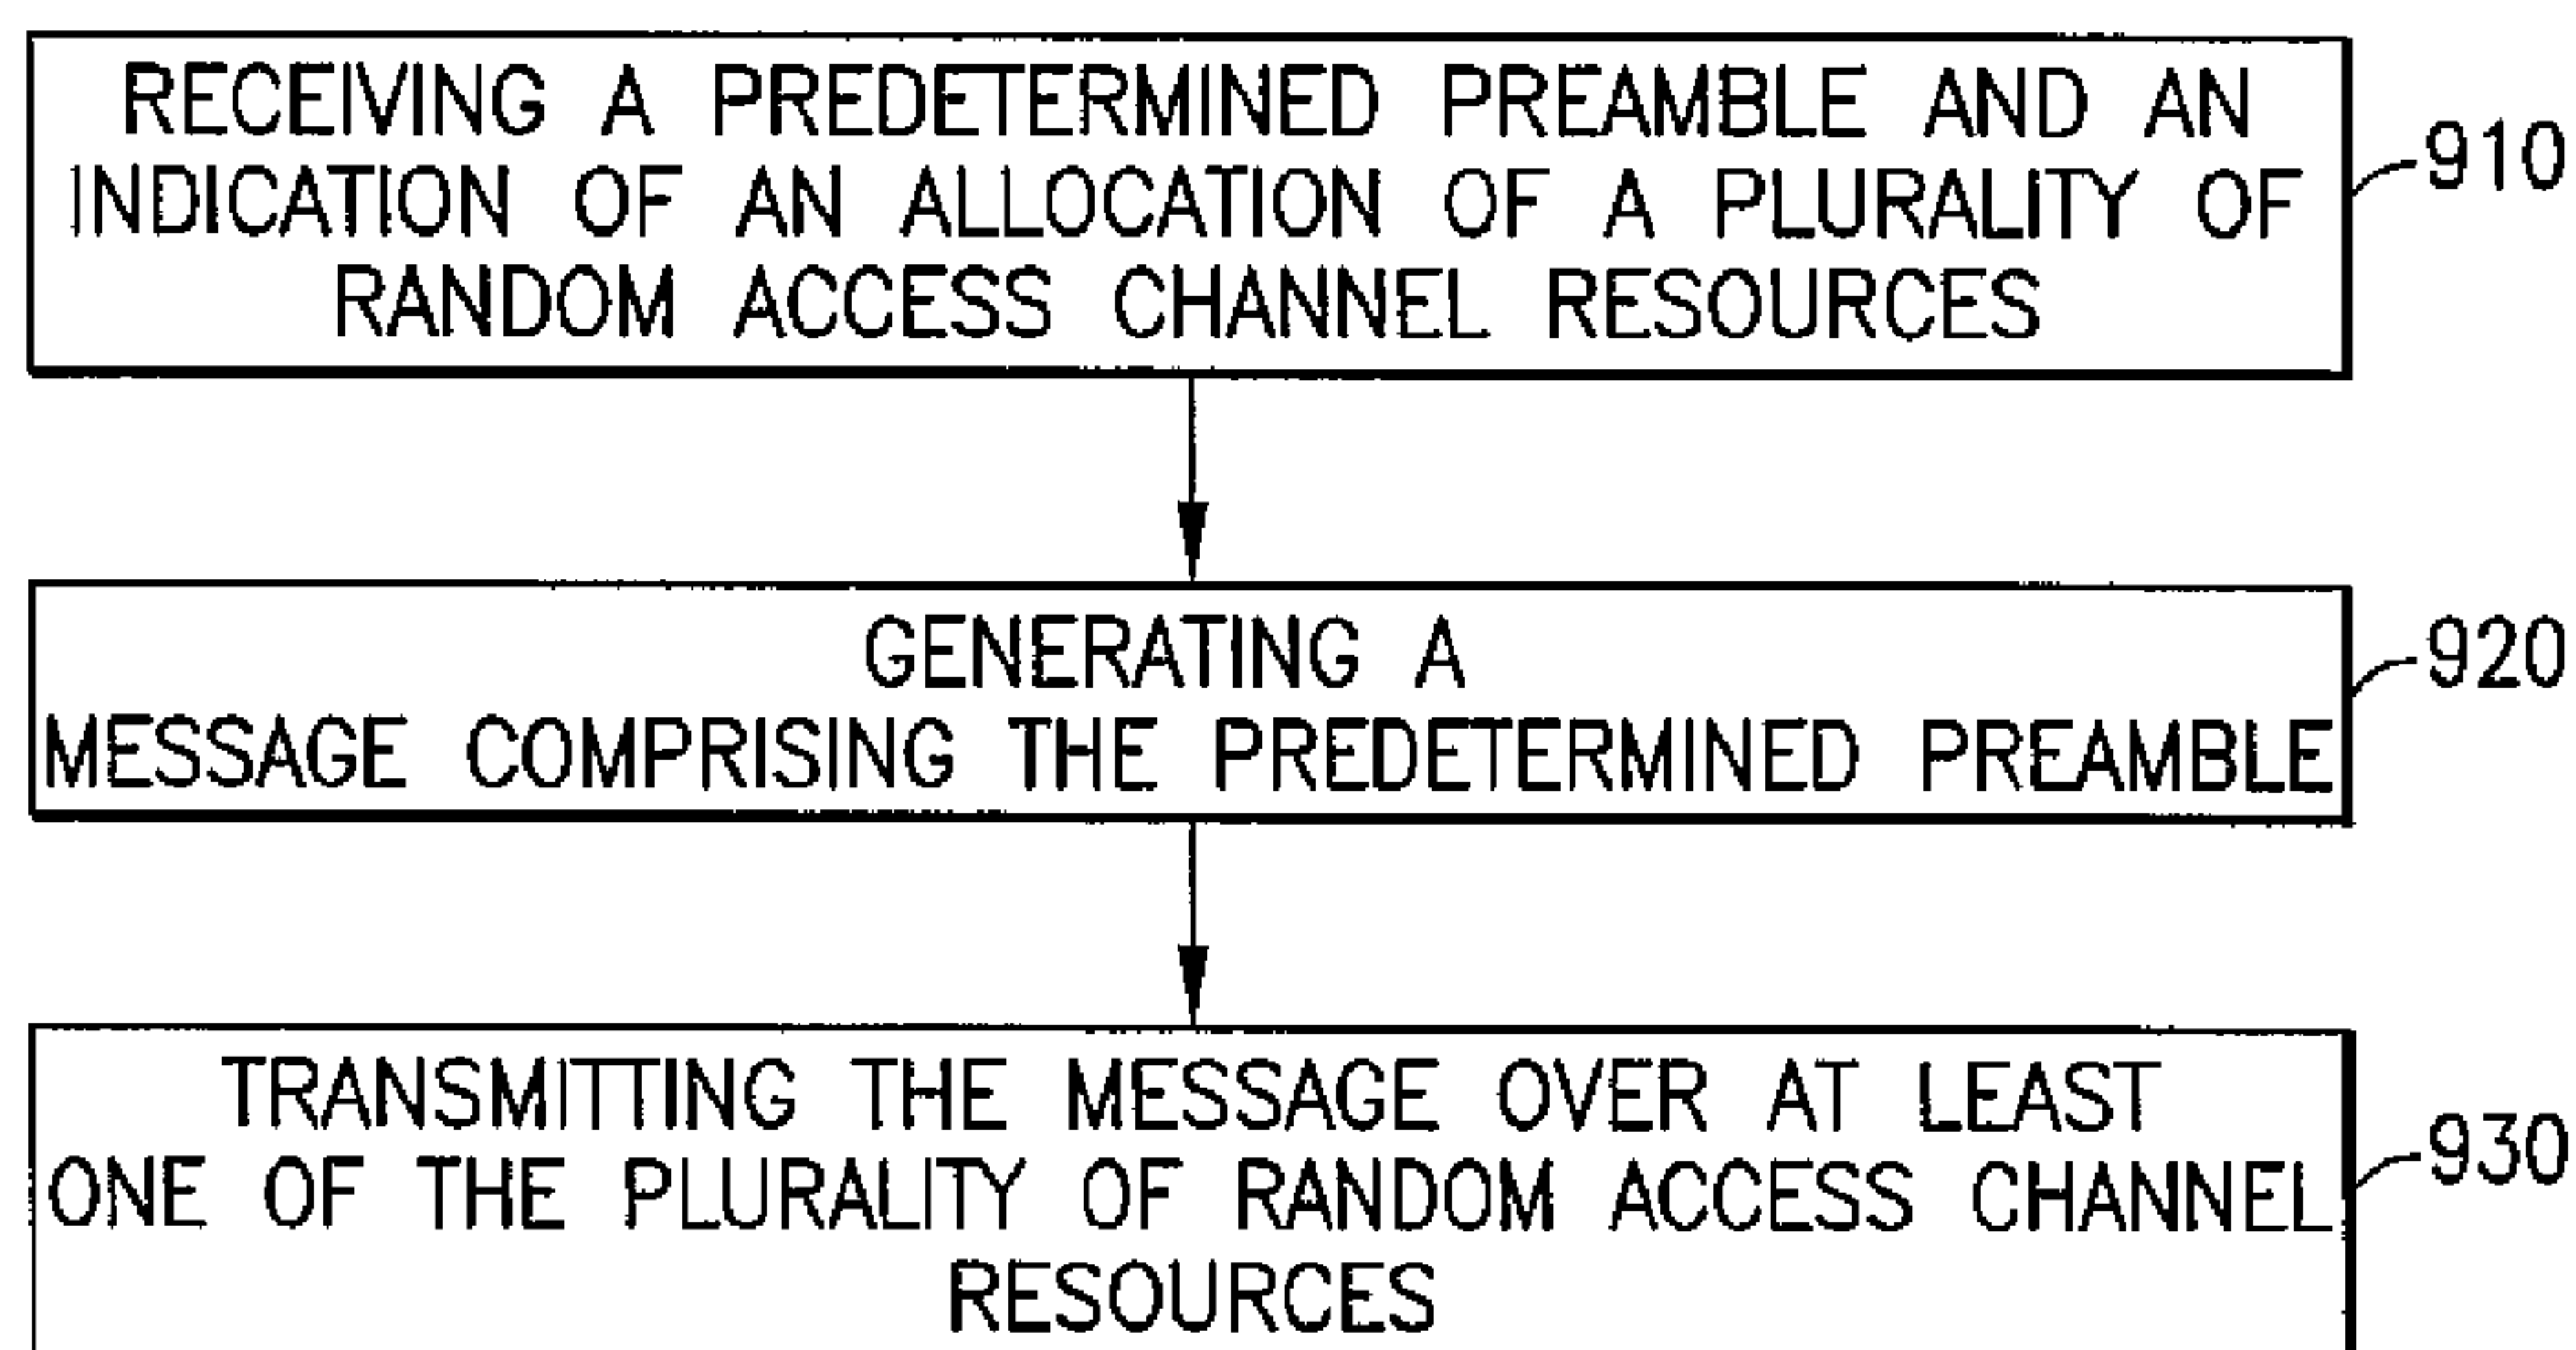 RECEIVING A PREDETERMINED PREAMBLE AND AN
INDICATION OF AN ALLOCATION OF A PLURALITY OF
RANDOM ACCESS CHANNEL RESOURCES
910
GENERATING A
MESSAGE COMPRISING THE PREDETERMINED PREAMBLE
920
TRANSMITTING THE MESSAGE OVER AT LEAST
ONE OF THE PLURALITY OF RANDOM ACCESS CHANNEL
RESOURCES
930